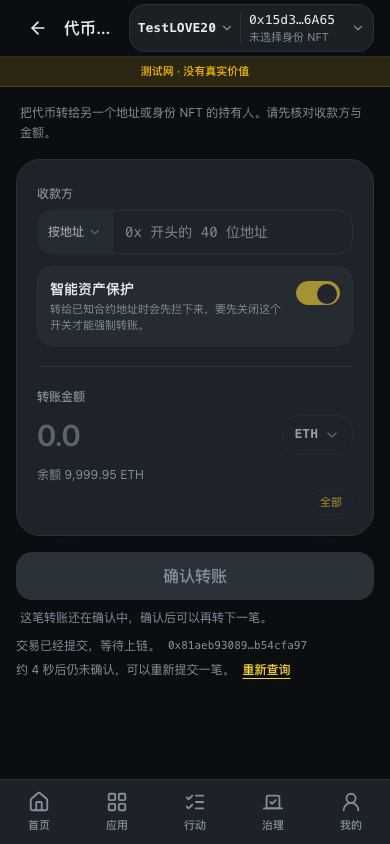 代币...
TestLOVE20
0x15d3...6A65
未选择身份 NFT
测试网 · 没有真实价值
把代币转给另一个地址或身份 NFT 的持有人。请先核对收款方与
金额。
收款方
按地址
0x 开头的 40 位地址
智能资产保护
转给已知合约地址时会先拦下来，要先关闭这个
开关才能强制转账。
转账金额
0.0
ETH
余额 9,999.95 ETH
全部
确认转账
这笔转账还在确认中，确认后可以再转下一笔。
交易已经提交，等待上链。 0x81aeb93089…b54cfa97
约 4 秒后仍未确认，可以重新提交一笔。 重新查询
首页
应用
行动
治理
我的